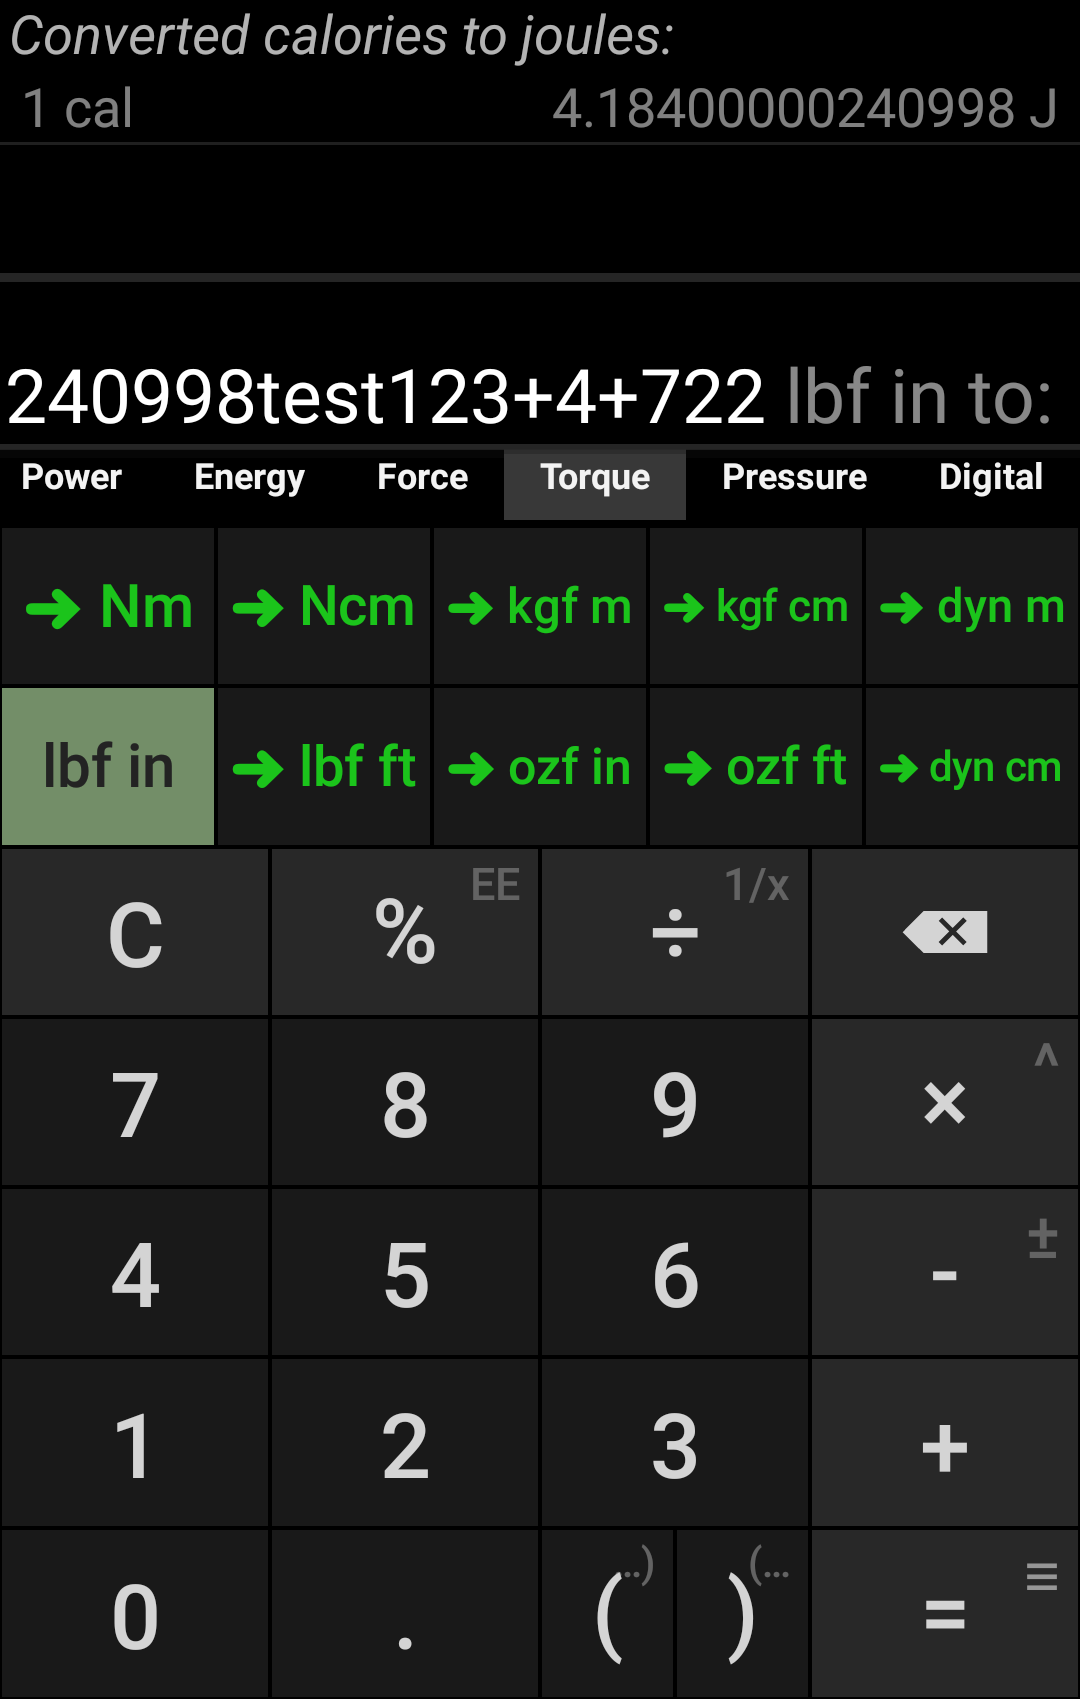 Converted calories to joules:
1 cal 4.18400000240998 J
240998test123+4+722 lbf in to:
Power Energy Force Torque Pressure Digital
➔ Nm ➔ Ncm ➔ kgf m ➔ kgf cm ➔ dyn m
lbf in ➔ lbf ft ➔ ozf in ➔ ozf ft ➔ dyn cm
C % EE ÷ 1/x
7 8 9 × ^
4 5 6 - ±
1 2 3 +
0 . ( ..) ) (... = ≡